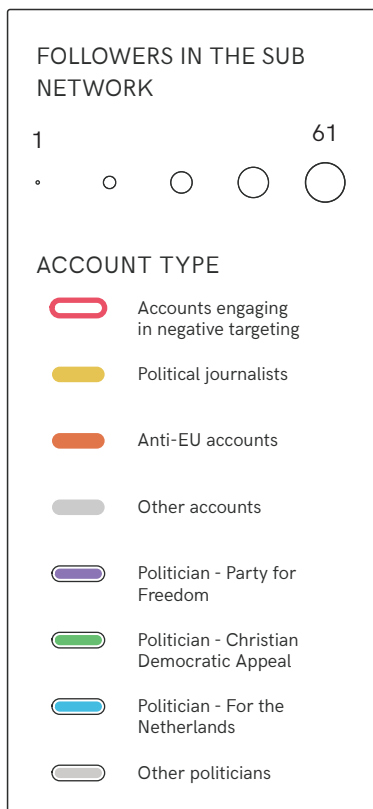 FOLLOWERS IN THE SUB
NETWORK
1
61
ACCOUNT TYPE
Accounts engaging
in negative targeting
Political journalists
Anti-EU accounts
Other accounts
Politician - Party for
Freedom
Politician - Christian
Democratic Appeal
Politician - For the
Netherlands
Other politicians